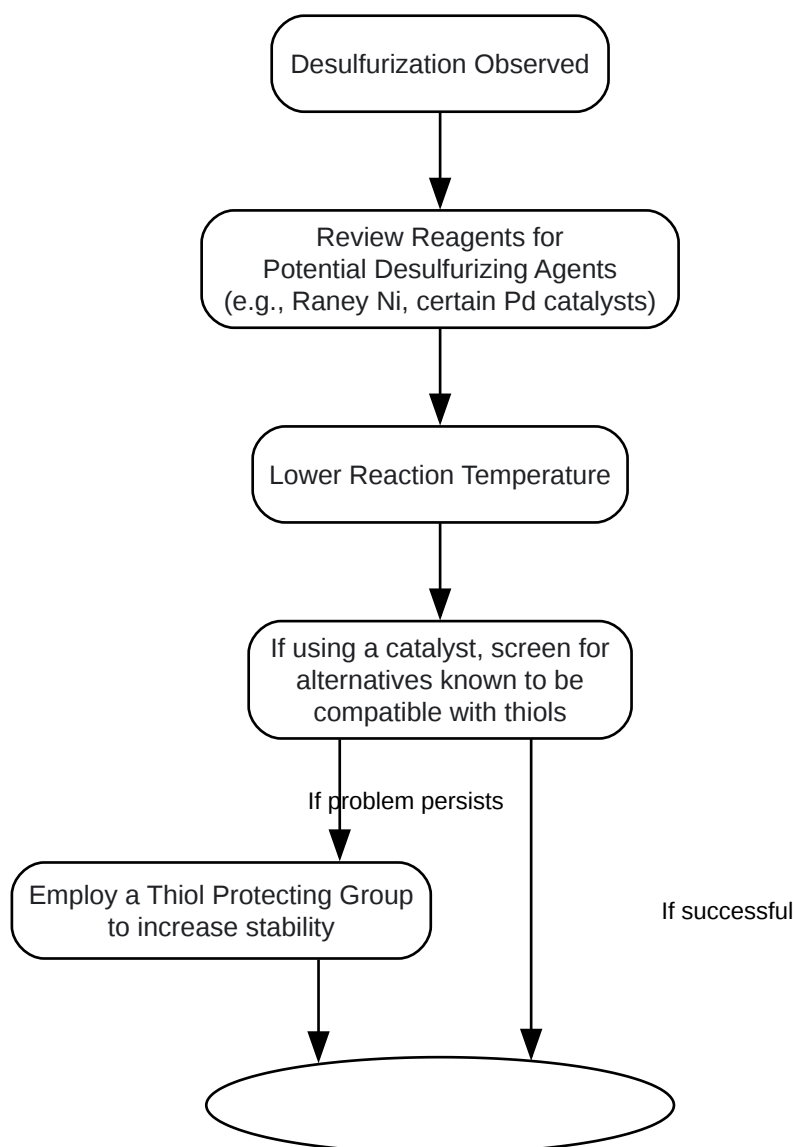 Desulfurization Observed
Review Reagents for
Potential Desulfurizing Agents
(e.g., Raney Ni, certain Pd catalysts)
Lower Reaction Temperature
If using a catalyst, screen for
alternatives known to be
compatible with thiols
If problem persists
Employ a Thiol Protecting Group
to increase stability
If successful